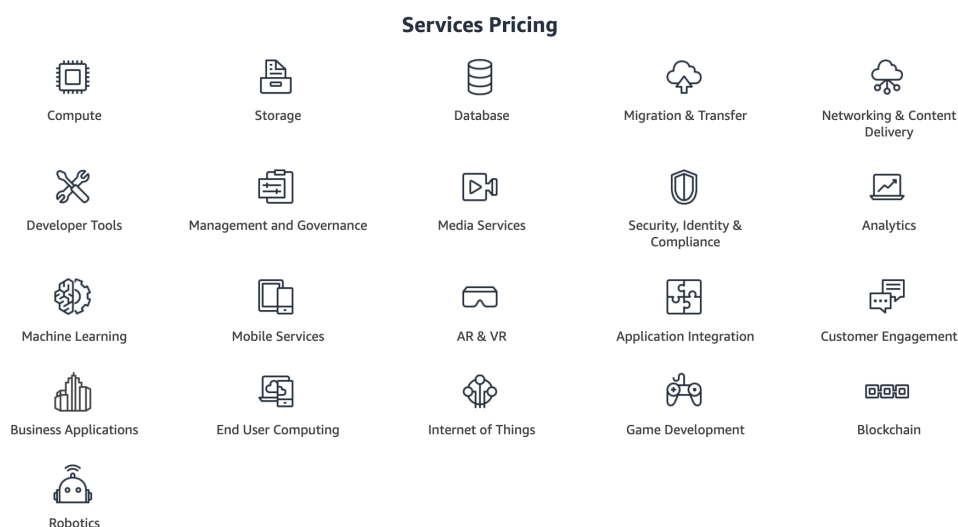 Services Pricing
Compute
Storage
Database
Migration & Transfer
Networking & Content
Delivery
Developer Tools
Management and Governance
Media Services
Security, Identity &
Compliance
Analytics
Machine Learning
Mobile Services
AR & VR
Application Integration
Customer Engagement
Business Applications
End User Computing
Internet of Things
Game Development
Blockchain
Robotics